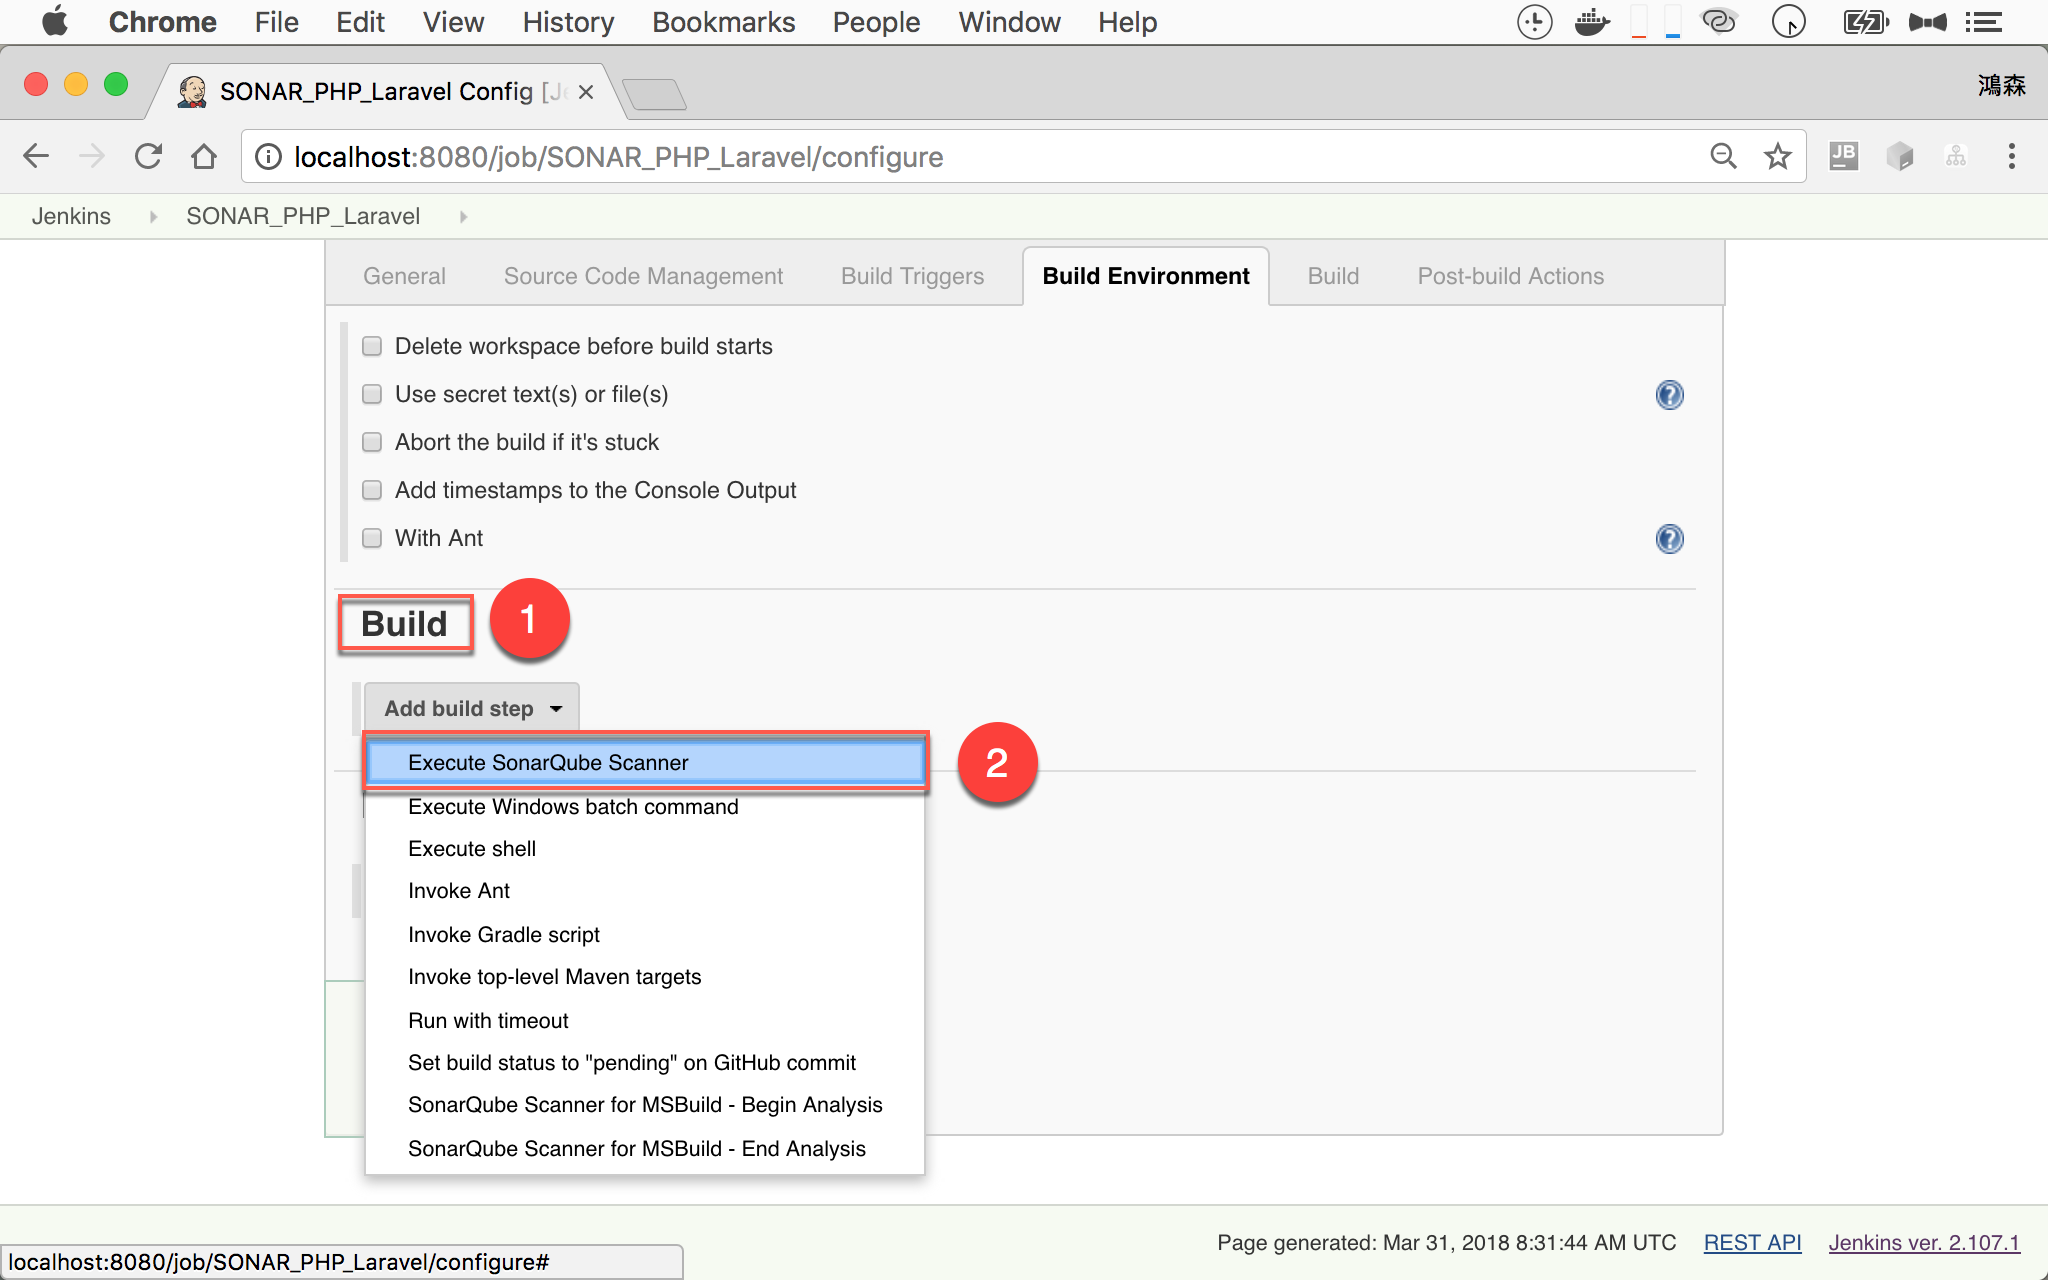 Chrome File Edit View History Bookmarks People Window Help
SONAR_PHP_Laravel Config [Je
鴻森
localhost:8080/job/SONAR_PHP_Laravel/configure
JB
Jenkins SONAR_PHP_Laravel
General Source Code Management Build Triggers Build Environment Build Post-build Actions
Delete workspace before build starts
Use secret text(s) or file(s)
Abort the build if it's stuck
Add timestamps to the Console Output
With Ant
Build
1
Add build step
Execute SonarQube Scanner
2
Execute Windows batch command
Execute shell
Invoke Ant
Invoke Gradle script
Invoke top-level Maven targets
Run with timeout
Set build status to "pending" on GitHub commit
SonarQube Scanner for MSBuild - Begin Analysis
SonarQube Scanner for MSBuild - End Analysis
Page generated: Mar 31, 2018 8:31:44 AM UTC REST API Jenkins ver. 2.107.1
localhost:8080/job/SONAR_PHP_Laravel/configure#